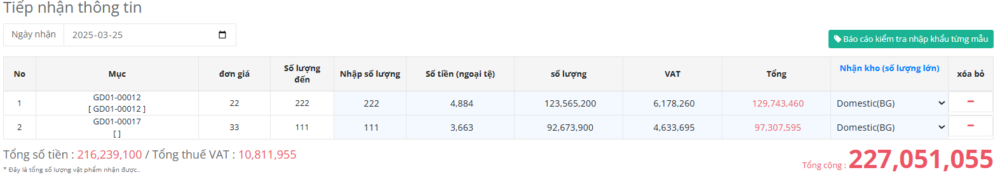 Tiếp nhận thông tin
Ngày nhận 2025-03-25
Báo cáo kiểm tra nhập khẩu từng mẫu
No Mục đơn giá Số lượng đến Nhập số lượng Số tiền (ngoại tệ) số lượng VAT Tổng Nhận kho (số lượng lớn) xóa bỏ
1 GD01-00012 [ GD01-00012 ] 22 222 222 4,884 123,565,200 6,178,260 129,743,460 Domestic(BG)
2 GD01-00017 [ ] 33 111 111 3,663 92,673,900 4,633,695 97,307,595 Domestic(BG)
Tổng số tiền : 216,239,100 / Tổng thuế VAT : 10,811,955
* Đây là tổng số lượng vật phẩm nhận được..
Tổng cộng : 227,051,055